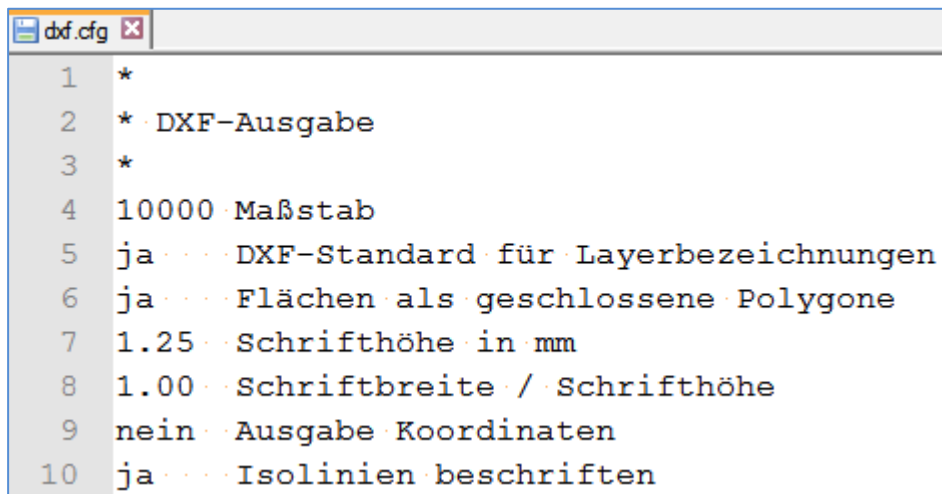 dxf.cfg
1 *
2 * DXF-Ausgabe
3 *
4 10000 Maßstab
5 ja    DXF-Standard für Layerbezeichnungen
6 ja    Flächen als geschlossene Polygone
7 1.25  Schrifthöhe in mm
8 1.00  Schriftbreite / Schrifthöhe
9 nein  Ausgabe Koordinaten
10 ja    Isolinien beschriften